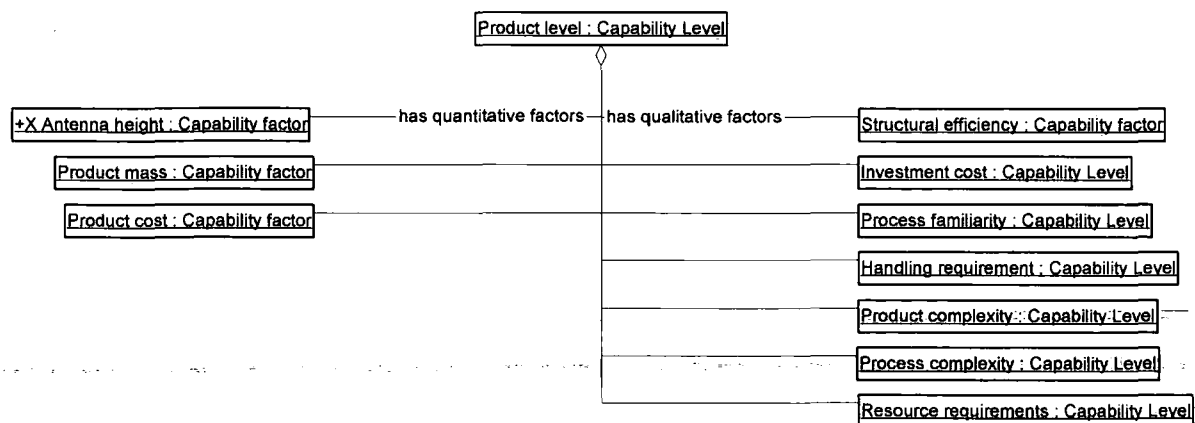 Product level : Capability Level
+X Antenna height : Capability factor
has quantitative factors
has qualitative factors
Structural efficiency : Capability factor
Product mass : Capability factor
Investment cost : Capability Level
Product cost : Capability factor
Process familiarity : Capability Level
Handling requirement : Capability Level
Product complexity : Capability Level
Process complexity : Capability Level
Resource requirements : Capability Level